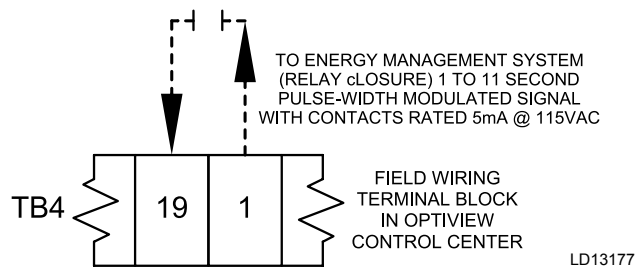 TO ENERGY MANAGEMENT SYSTEM
(RELAY cLOSURE) 1 TO 11 SECOND
PULSE-WIDTH MODULATED SIGNAL
WITH CONTACTS RATED 5mA @ 115VAC
TB4
19
1
FIELD WIRING
TERMINAL BLOCK
IN OPTIVIEW
CONTROL CENTER
LD13177